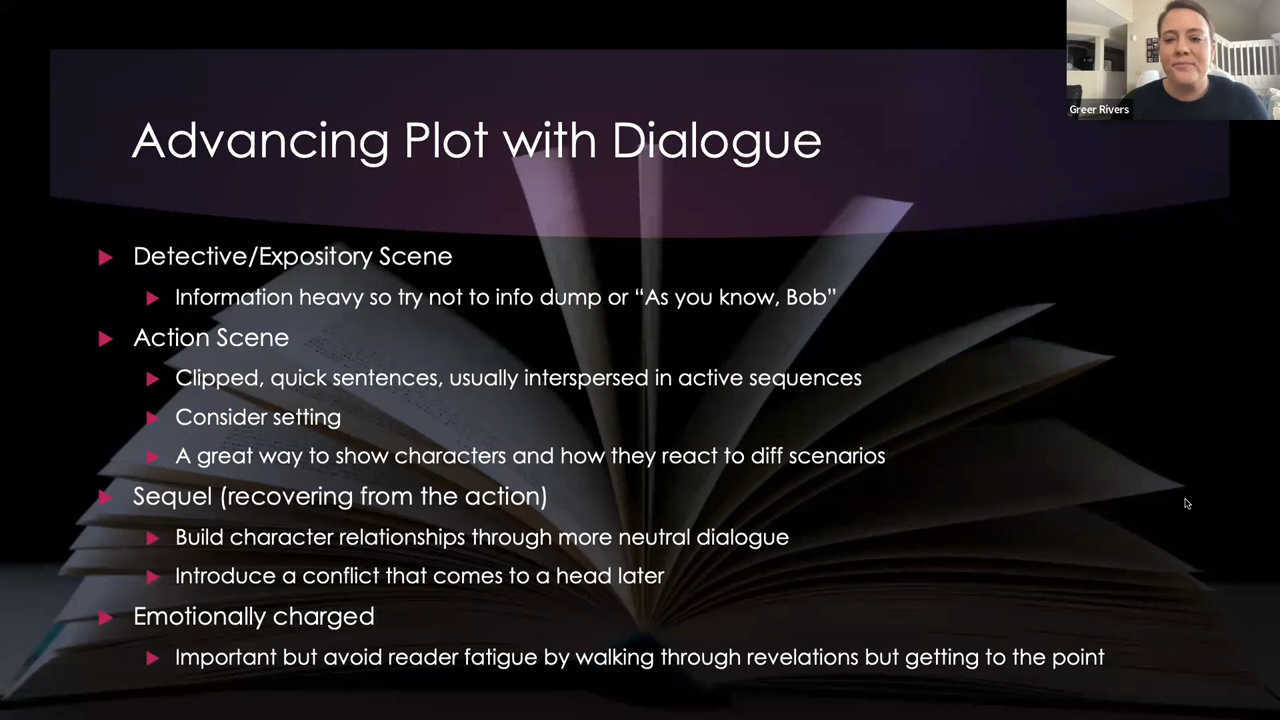 Greer Rivers
Advancing Plot with Dialogue
Detective/Expository Scene
Information heavy so try not to info dump or “As you know, Bob”
Action Scene
Clipped, quick sentences, usually interspersed in active sequences
Consider setting
A great way to show characters and how they react to diff scenarios
Sequel (recovering from the action)
Build character relationships through more neutral dialogue
Introduce a conflict that comes to a head later
Emotionally charged
Important but avoid reader fatigue by walking through revelations but getting to the point